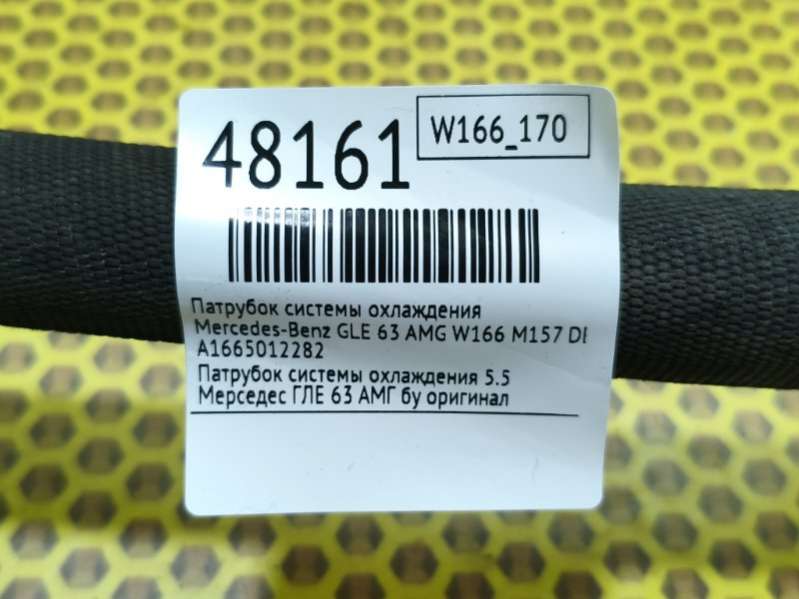 48161
W166_170
Патрубок системы охлаждения
Mercedes-Benz GLE 63 AMG W166 M157 DI
A1665012282
Патрубок системы охлаждения 5.5
Мерседес ГЛЕ 63 АМГ бу оригинал